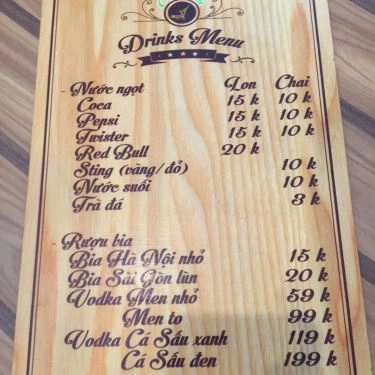 Drinks Menu
- Nước ngọt Lon Chai
Coca 15 k 10 k
Pepsi 15 k 10 k
Twister 15 k 10 k
Red Bull 20 k
Sting (vàng/đỏ) 10 k
Nước suối 10 k
Trà đá 3 k
Rượu bia
Bia Hà Nội nhỏ 15 k
Bia Sài Gòn lùn 20 k
Vodka Men nhỏ 59 k
Men to 99 k
Vodka Cá Sấu xanh 119 k
Cá Sấu đen 199 k